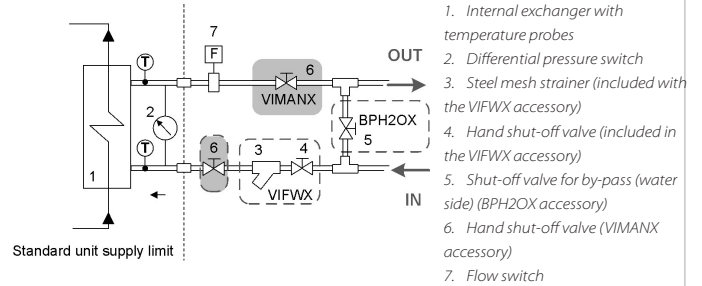 7
F
T
6
OUT
VIMANX
2
BPH2OX
T
6
3
4
5
1
VIFWX
IN
Standard unit supply limit
1. Internal exchanger with
temperature probes
2. Differential pressure switch
3. Steel mesh strainer (included with
the VIFWX accessory)
4. Hand shut-off valve (included in
the VIFWX accessory)
5. Shut-off valve for by-pass (water
side) (BPH2OX accessory)
6. Hand shut-off valve (VIMANX
accessory)
7. Flow switch